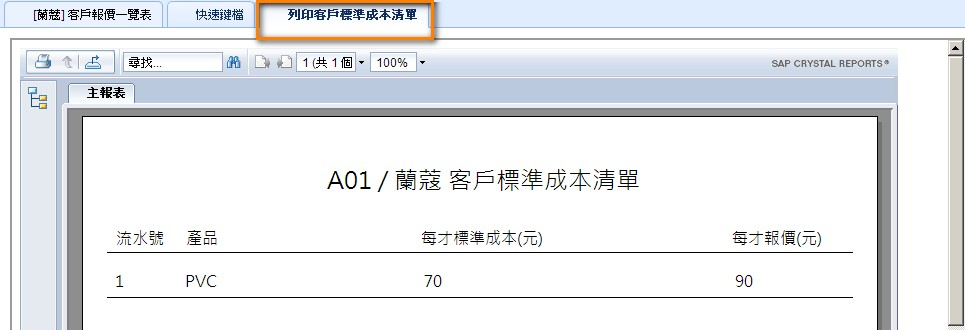 [蘭蔻] 客戶報價一覽表 快速鍵檔 列印客戶標準成本清單
尋找... 1 (共 1 個 100% SAP CRYSTAL REPORTS®
主報表
A01 / 蘭蔻 客戶標準成本清單
流水號 產品 每才標準成本(元) 每才報價(元)
1 PVC 70 90